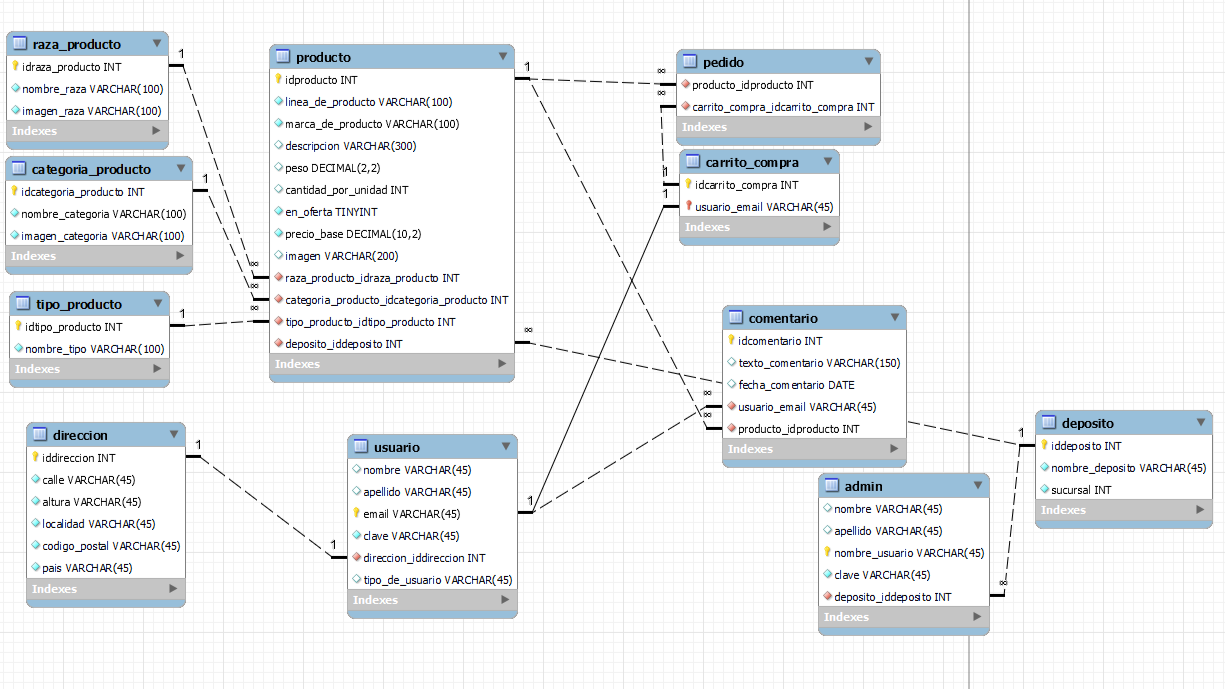 raza_producto
idraza_producto INT
nombre_raza VARCHAR(100)
imagen_raza VARCHAR(100)
Indexes
1
categoria_producto
idcategoria_producto INT
nombre_categoria VARCHAR(100)
imagen_categoria VARCHAR(100)
Indexes
1
tipo_producto
idtipo_producto INT
nombre_tipo VARCHAR(100)
Indexes
1
producto
idproducto INT
linea_de_producto VARCHAR(100)
marca_de_producto VARCHAR(100)
descripcion VARCHAR(300)
peso DECIMAL(2,2)
cantidad_por_unidad INT
en_oferta TINYINT
precio_base DECIMAL(10,2)
imagen VARCHAR(200)
raza_producto_idraza_producto INT
categoria_producto_idcategoria_producto INT
tipo_producto_idtipo_producto INT
deposito_iddeposito INT
Indexes
∞
∞
∞
1
∞
pedido
producto_idproducto INT
carrito_compra_idcarrito_compra INT
Indexes
∞
∞
carrito_compra
idcarrito_compra INT
usuario_email VARCHAR(45)
Indexes
1
1
comentario
idcomentario INT
texto_comentario VARCHAR(150)
fecha_comentario DATE
usuario_email VARCHAR(45)
producto_idproducto INT
Indexes
∞
∞
direccion
iddireccion INT
calle VARCHAR(45)
altura VARCHAR(45)
localidad VARCHAR(45)
codigo_postal VARCHAR(45)
pais VARCHAR(45)
Indexes
1
usuario
nombre VARCHAR(45)
apellido VARCHAR(45)
email VARCHAR(45)
clave VARCHAR(45)
direccion_iddireccion INT
tipo_de_usuario VARCHAR(45)
Indexes
1
1
admin
nombre VARCHAR(45)
apellido VARCHAR(45)
nombre_usuario VARCHAR(45)
clave VARCHAR(45)
deposito_iddeposito INT
Indexes
∞
deposito
iddeposito INT
nombre_deposito VARCHAR(45)
sucursal INT
Indexes
1